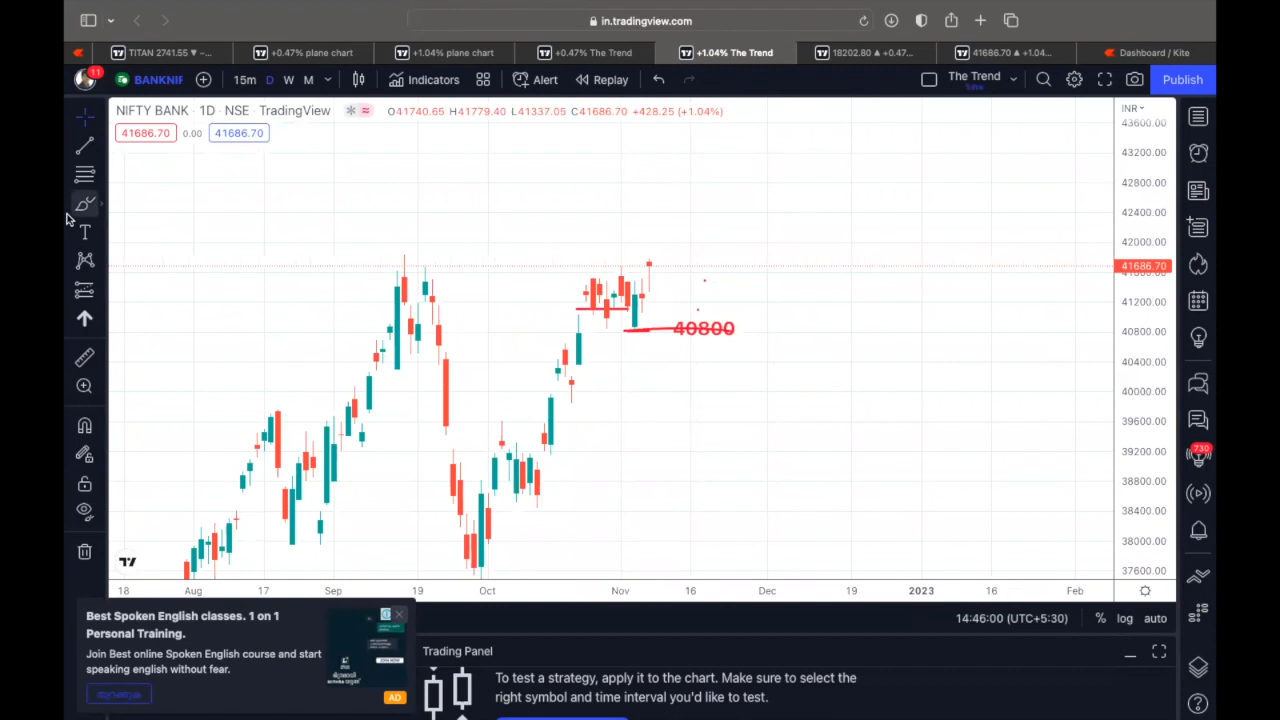 in.tradingview.com
TITAN 2741.55 ▼ –...
+0.47% plane chart
+1.04% plane chart
+0.47% The Trend
+1.04% The Trend
18202.80 ▲ +0.47...
41686.70 ▲ +1.04...
Dashboard / Kite
11
BANKNIF
15m D W M
Indicators
Alert
Replay
The Trend
Publish
NIFTY BANK · 1D · NSE · TradingView
O41740.65 H41779.40 L41337.05 C41686.70 +428.25 (+1.04%)
41686.70 0.00 41686.70
INR
43600.00
43200.00
42800.00
42400.00
42000.00
41686.70
41600.00
41200.00
40800.00
40400.00
40000.00
39600.00
39200.00
38800.00
38400.00
38000.00
37600.00
40800
730
18 Aug 17 Sep 19 Oct Nov 16 Dec 19 2023 16 Feb
14:46:00 (UTC+5:30) % log auto
Best Spoken English classes. 1 on 1
Personal Training.
Join Best online Spoken English course and start
speaking english without fear.
AD
Trading Panel
To test a strategy, apply it to the chart. Make sure to select the
right symbol and time interval you'd like to test.